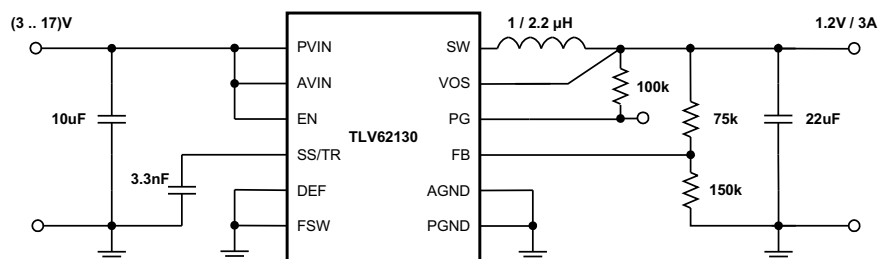 (3 .. 17)V
1 / 2.2 µH
1.2V / 3A
PVIN
SW
AVIN
VOS
100k
10uF
EN
PG
75k
22uF
TLV62130
SS/TR
FB
3.3nF
DEF
AGND
150k
FSW
PGND